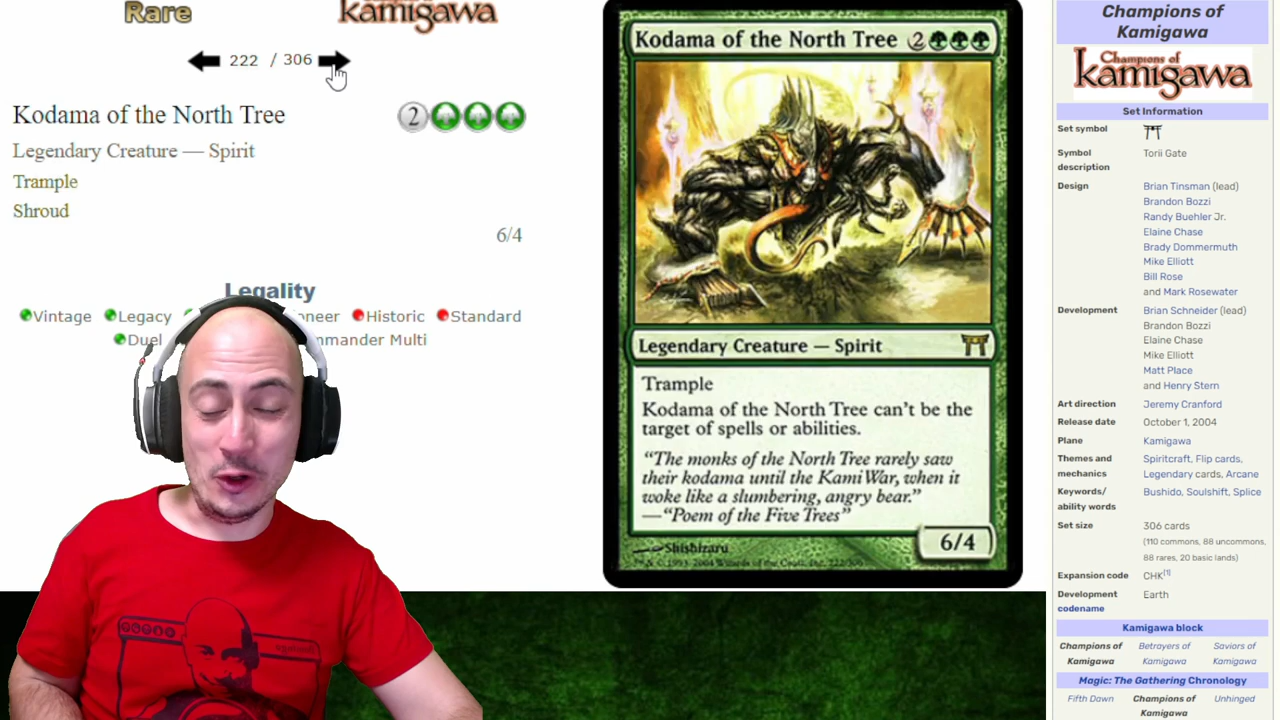 Rare
kamigawa
222 / 306
Kodama of the North Tree
2
Legendary Creature — Spirit
Trample
Shroud
6/4
Legality
Vintage Legacy Historic Standard
Duel
Kodama of the North Tree 2
Legendary Creature — Spirit
Trample
Kodama of the North Tree can't be the
target of spells or abilities.
"The monks of the North Tree rarely saw
their kodama until the Kami War, when it
woke like a slumbering, angry bear."
—"Poem of the Five Trees"
Shishizaru
6/4
Champions of
Kamigawa
Champions of
kamigawa
Set Information
Set symbol
Symbol description Torii Gate
Design Brian Tinsman (lead)
Brandon Bozzi
Randy Buehler Jr.
Elaine Chase
Brady Dommermuth
Mike Elliott
Bill Rose
and Mark Rosewater
Development Brian Schneider (lead)
Brandon Bozzi
Elaine Chase
Mike Elliott
Matt Place
and Henry Stern
Art direction Jeremy Cranford
Release date October 1, 2004
Plane Kamigawa
Themes and Spiritcraft, Flip cards,
mechanics Legendary cards, Arcane
Keywords/ Bushido, Soulshift, Splice
ability words
Set size 306 cards
(110 commons, 88 uncommons,
88 rares, 20 basic lands)
Expansion code CHK[1]
Development Earth
codename
Kamigawa block
Champions of Betrayers of Saviors of
Kamigawa Kamigawa Kamigawa
Magic: The Gathering Chronology
Fifth Dawn Champions of Unhinged
Kamigawa